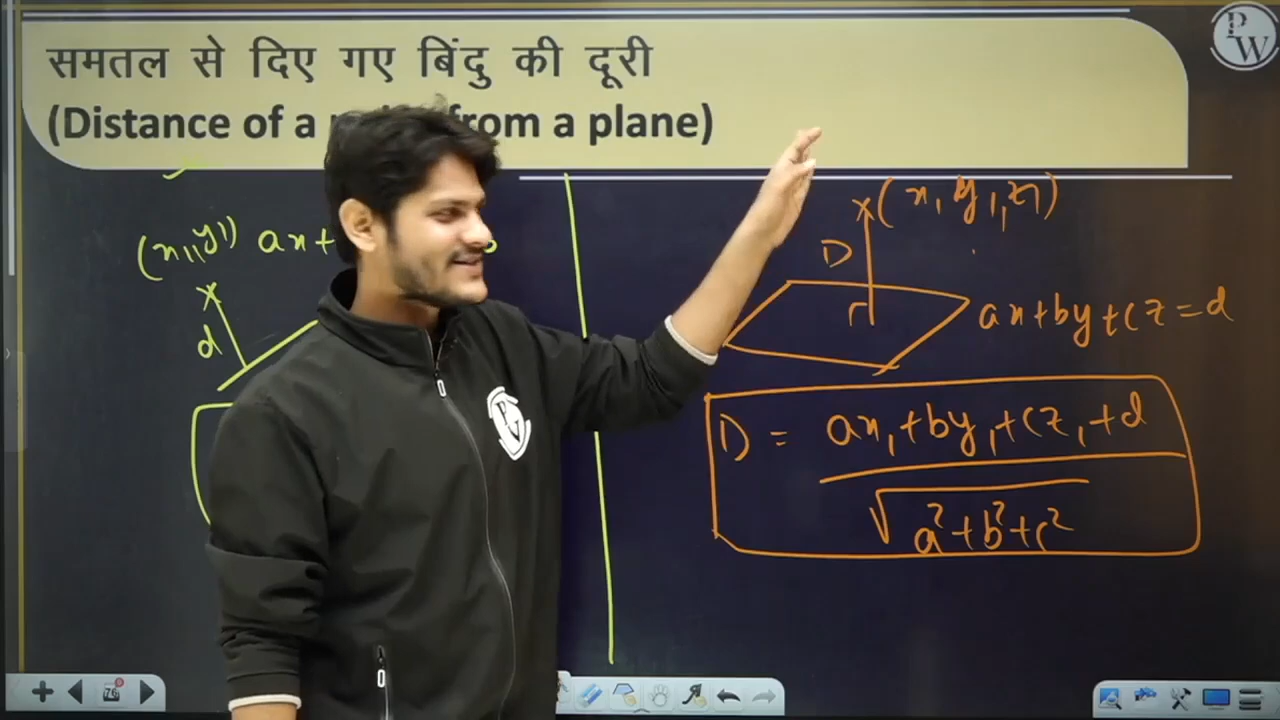 समतल से दिए गए बिंदु की दूरी
(Distance of a from a plane)
PW
(x1,y1) ax+
d
(x1,y1,z1)
D
ax+by+cz=d
D = ax1+by1+cz1+d
√a²+b²+c²
76